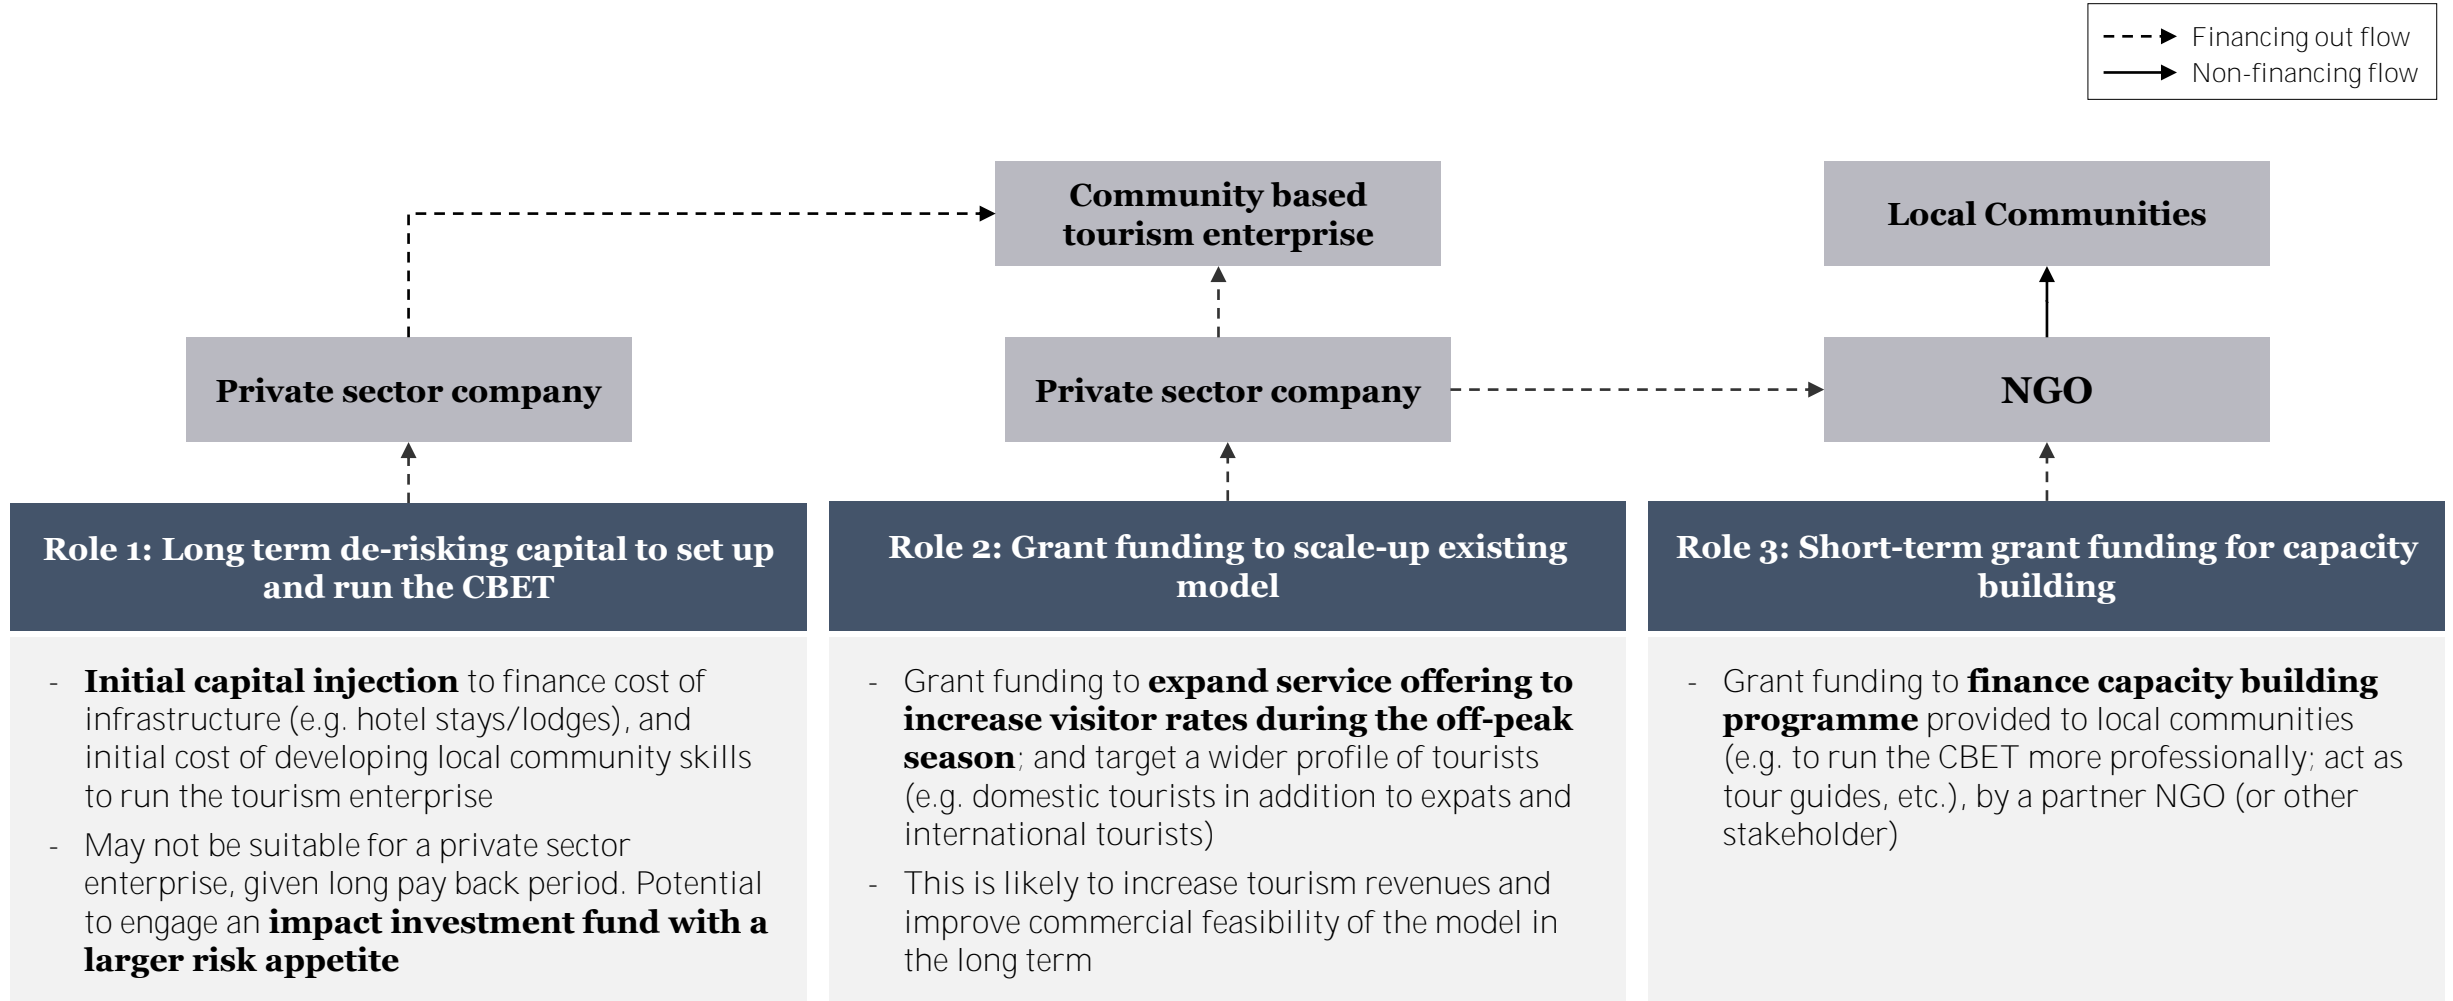 Financing out flow
Non-financing flow
Community based
tourism enterprise
Local Communities
Private sector company
Private sector company
NGO
Role 1: Long term de-risking capital to set up
and run the CBET
- Initial capital injection to finance cost of
infrastructure (e.g. hotel stays/lodges), and
initial cost of developing local community skills
to run the tourism enterprise
- May not be suitable for a private sector
enterprise, given long pay back period. Potential
to engage an impact investment fund with a
larger risk appetite
Role 2: Grant funding to scale-up existing
model
- Grant funding to expand service offering to
increase visitor rates during the off-peak
season; and target a wider profile of tourists
(e.g. domestic tourists in addition to expats and
international tourists)
- This is likely to increase tourism revenues and
improve commercial feasibility of the model in
the long term
Role 3: Short-term grant funding for capacity
building
- Grant funding to finance capacity building
programme provided to local communities
(e.g. to run the CBET more professionally; act as
tour guides, etc.), by a partner NGO (or other
stakeholder)